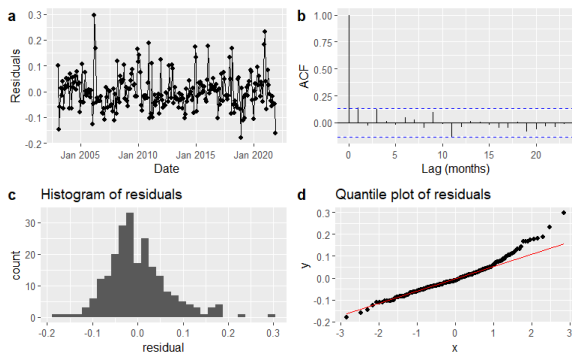 a
0.3
0.2
0.1
0.0
-0.1
-0.2
Residuals
Jan 2005
Jan 2010
Jan 2015
Jan 2020
Date
b
1.00
0.75
0.50
0.25
0.00
ACF
0
5
10
15
20
Lag (months)
c
Histogram of residuals
30
20
10
0
count
-0.2
-0.1
0.0
0.1
0.2
0.3
residual
d
Quantile plot of residuals
0.3
0.2
0.1
0.0
-0.1
-0.2
y
-3
-2
-1
0
1
2
3
x